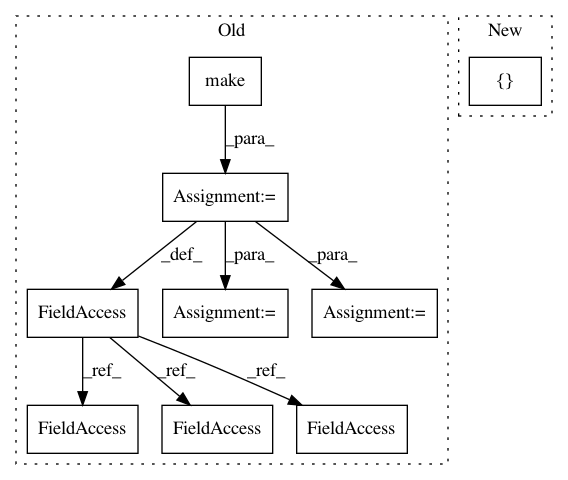 Old
New
make
{}
_para_
Assignment:=
_def_
_para_
_para_
FieldAccess
Assignment:=
Assignment:=
_ref_
_ref_
_ref_
FieldAccess
FieldAccess
FieldAccess